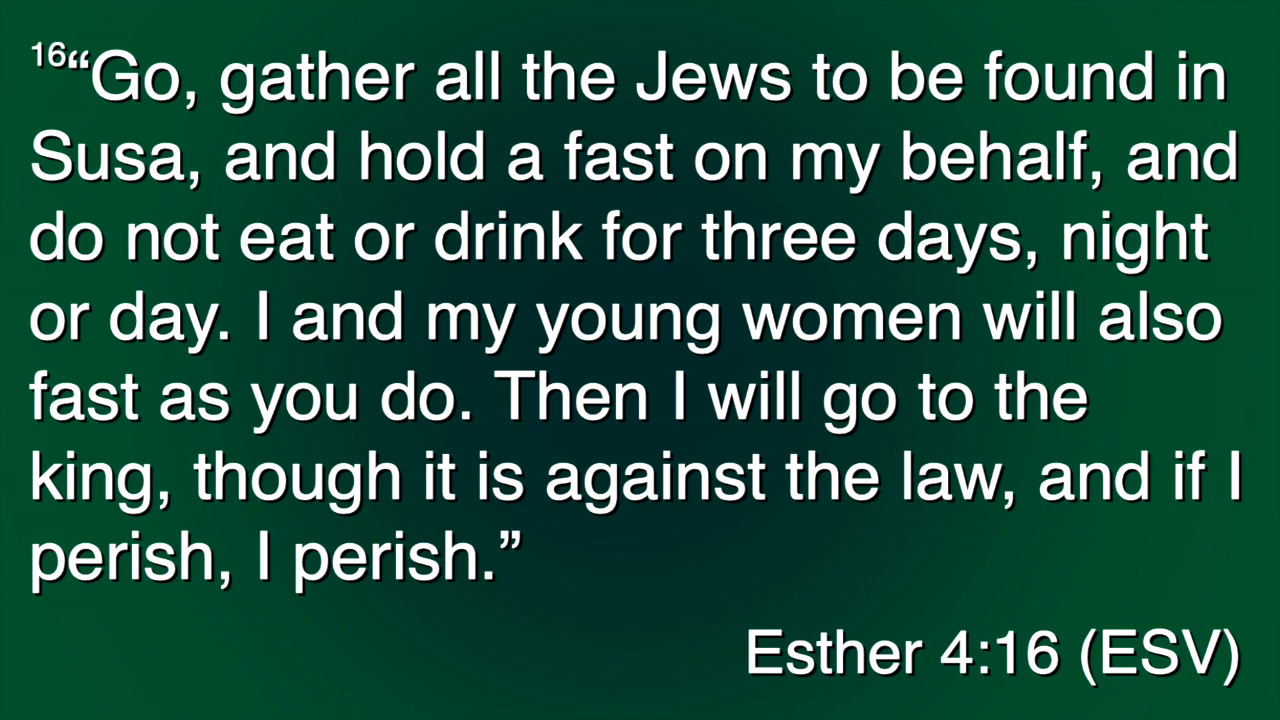 16“Go, gather all the Jews to be found in
Susa, and hold a fast on my behalf, and
do not eat or drink for three days, night
or day. I and my young women will also
fast as you do. Then I will go to the
king, though it is against the law, and if I
perish, I perish.”
Esther 4:16 (ESV)